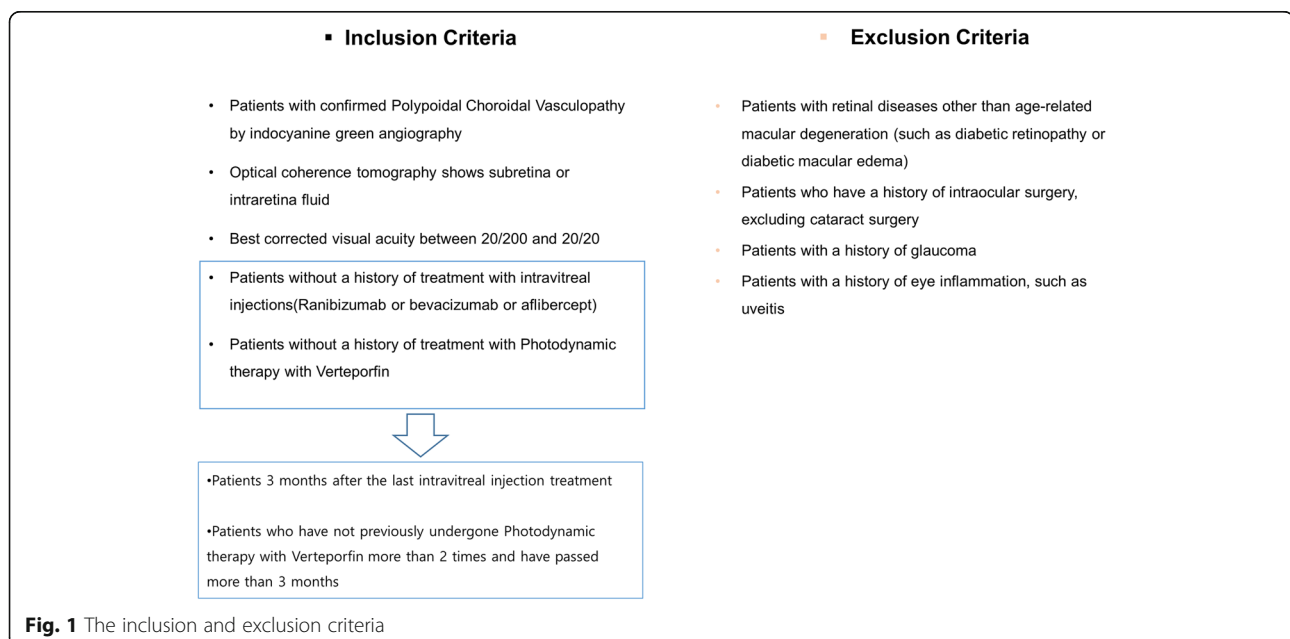 ▪ Inclusion Criteria
• Patients with confirmed Polypoidal Choroidal Vasculopathy
by indocyanine green angiography
• Optical coherence tomography shows subretina or
intraretina fluid
• Best corrected visual acuity between 20/200 and 20/20
• Patients without a history of treatment with intravitreal
injections(Ranibizumab or bevacizumab or aflibercept)
• Patients without a history of treatment with Photodynamic
therapy with Verteporfin
•Patients 3 months after the last intravitreal injection treatment
•Patients who have not previously undergone Photodynamic
therapy with Verteporfin more than 2 times and have passed
more than 3 months
▪ Exclusion Criteria
• Patients with retinal diseases other than age-related
macular degeneration (such as diabetic retinopathy or
diabetic macular edema)
• Patients who have a history of intraocular surgery,
excluding cataract surgery
• Patients with a history of glaucoma
• Patients with a history of eye inflammation, such as
uveitis
Fig. 1 The inclusion and exclusion criteria